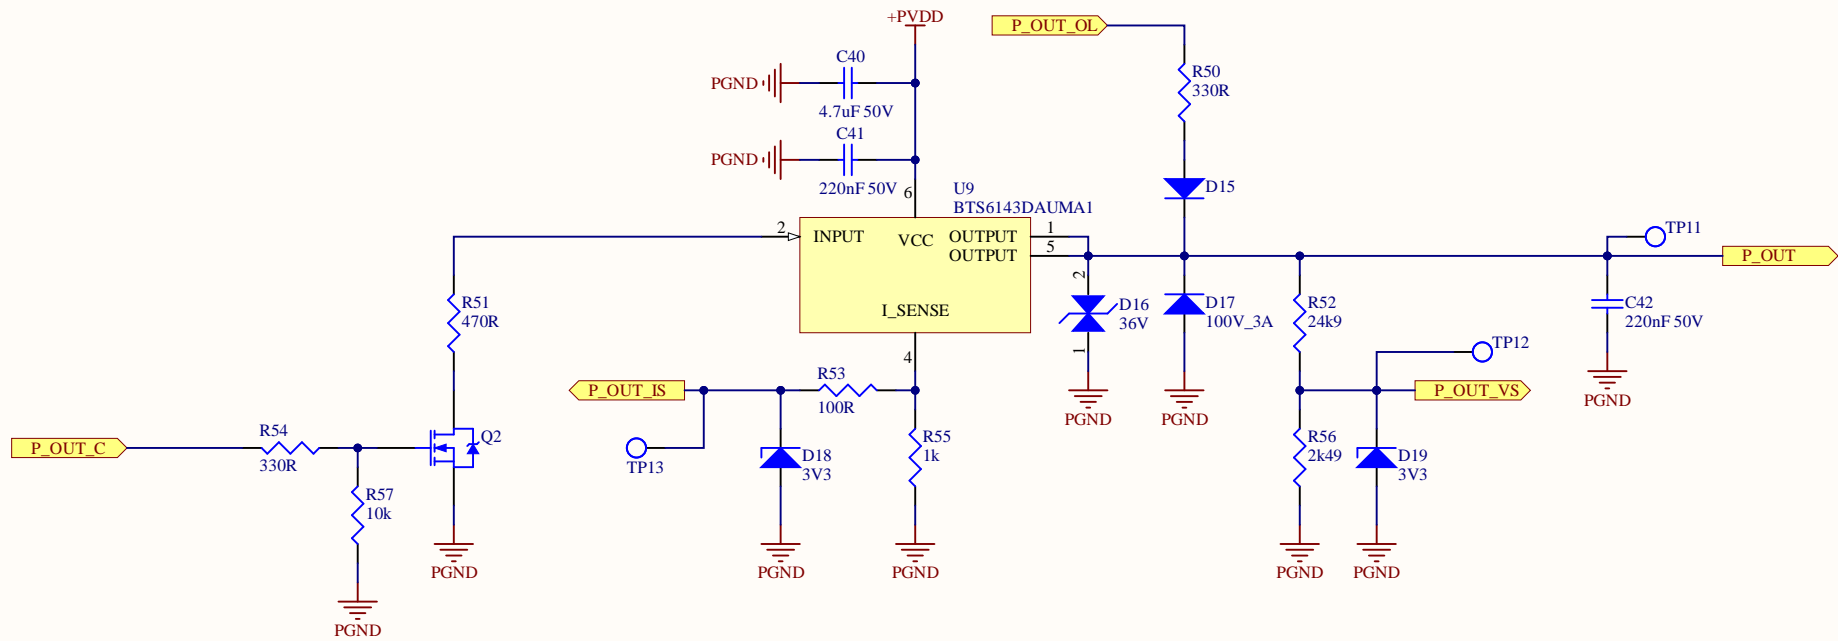 +PVDD
P_OUT_OL
C40
PGND
4.7uF 50V
R50
330R
C41
PGND
220nF 50V
6
U9
BTS6143DAUMA1
D15
2
INPUT
VCC
OUTPUT
1
OUTPUT
5
I_SENSE
4
TP11
P_OUT
R51
470R
2
D16
36V
1
PGND
D17
100V_3A
PGND
R52
24k9
C42
220nF 50V
PGND
TP12
P_OUT_IS
R53
100R
P_OUT_VS
P_OUT_C
R54
330R
Q2
TP13
D18
3V3
R55
1k
R56
2k49
D19
3V3
R57
10k
PGND
PGND
PGND
PGND
PGND
PGND